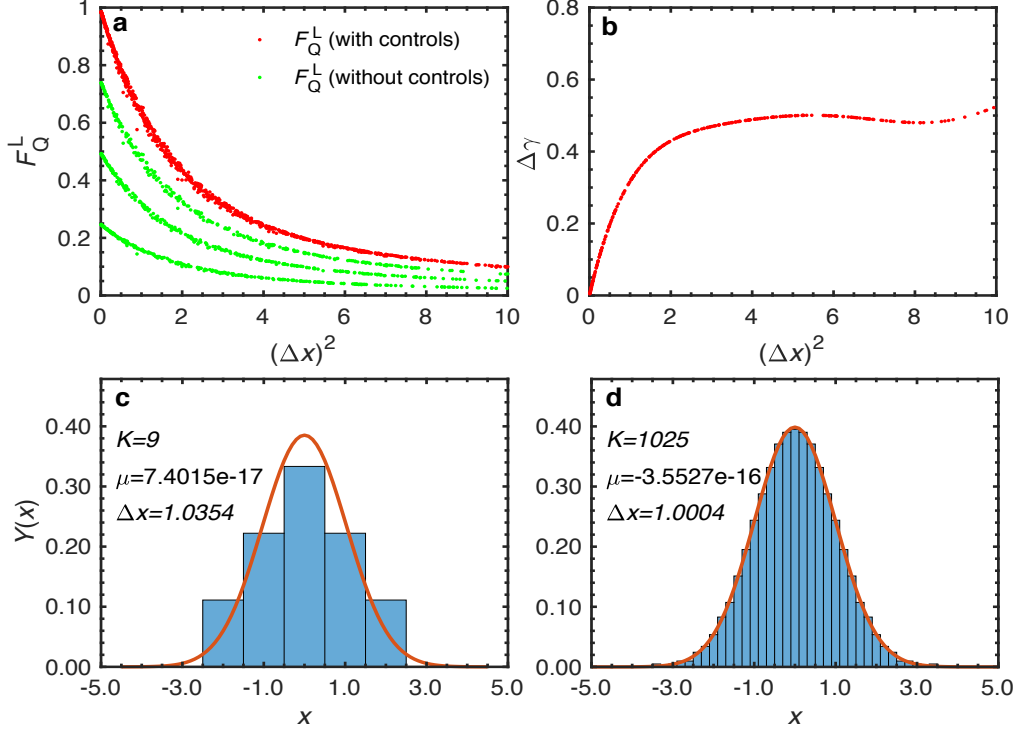 a
F_Q^L (with controls)
F_Q^L (without controls)
1
0.8
0.6
0.4
0.2
0
F_Q^L
0 2 4 6 8 10
(Δx)^2
b
0.8
0.6
0.4
0.2
0
Δγ
0 2 4 6 8 10
(Δx)^2
c
K=9
μ=7.4015e-17
Δx=1.0354
0.40
0.30
0.20
0.10
0.00
Y(x)
-5.0 -3.0 -1.0 1.0 3.0 5.0
x
d
K=1025
μ=-3.5527e-16
Δx=1.0004
0.40
0.30
0.20
0.10
0.00
-5.0 -3.0 -1.0 1.0 3.0 5.0
x